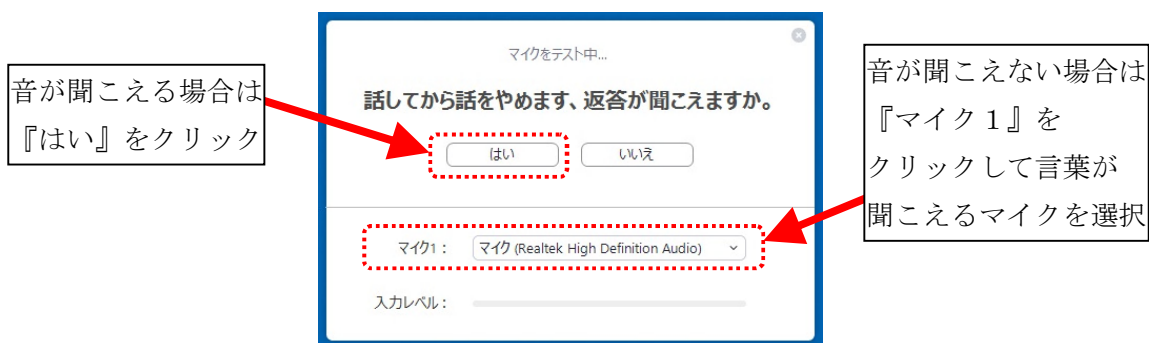 音が聞こえる場合は
『はい』をクリック
マイクをテスト中...
話してから話をやめます、返答が聞こえますか。
はい
いいえ
マイク1：
マイク (Realtek High Definition Audio)
入力レベル：
音が聞こえない場合は
『マイク１』を
クリックして言葉が
聞こえるマイクを選択